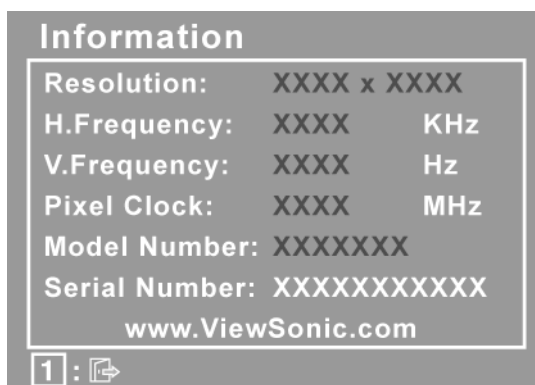 Information
Resolution: XXXX x XXXX
H.Frequency: XXXX KHz
V.Frequency: XXXX Hz
Pixel Clock: XXXX MHz
Model Number: XXXXXXX
Serial Number: XXXXXXXXXXX
www.ViewSonic.com
1 :